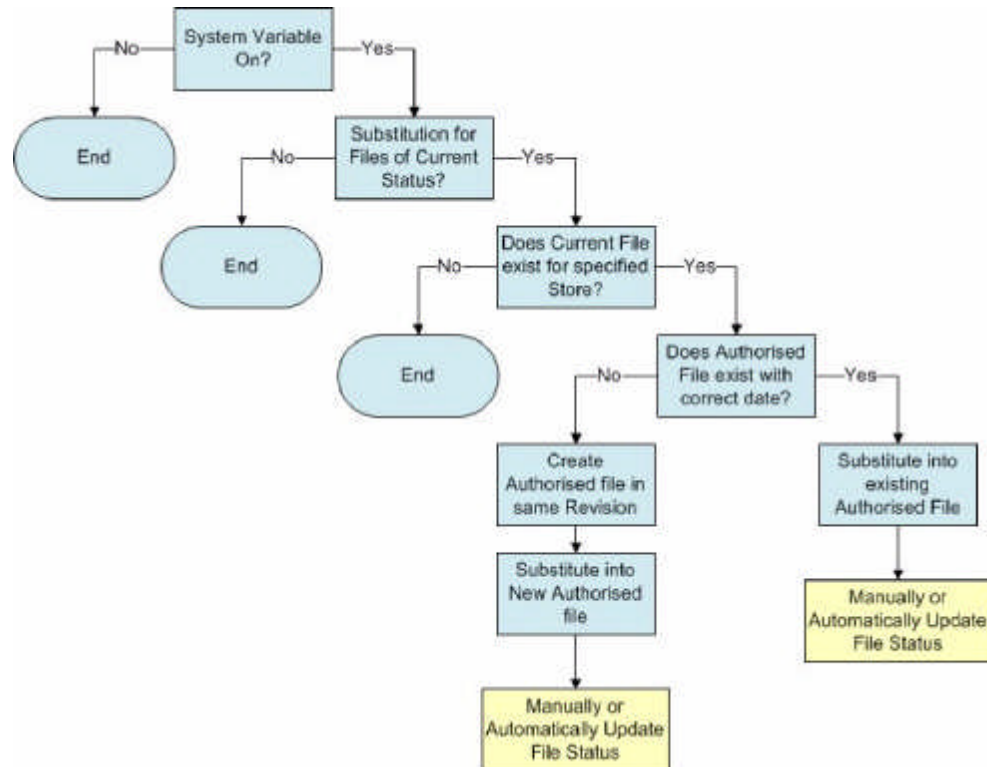 System Variable
On?
No
Yes
End
Substitution for
Files of Current
Status?
No
Yes
End
Does Current File
exist for specified
Store?
No
Yes
End
Does Authorised
File exist with
correct date?
No
Yes
Create
Authorised file in
same Revision
Substitute into
existing
Authorised File
Substitute into
New Authorised
file
Manually or
Automatically Update
File Status
Manually or
Automatically Update
File Status